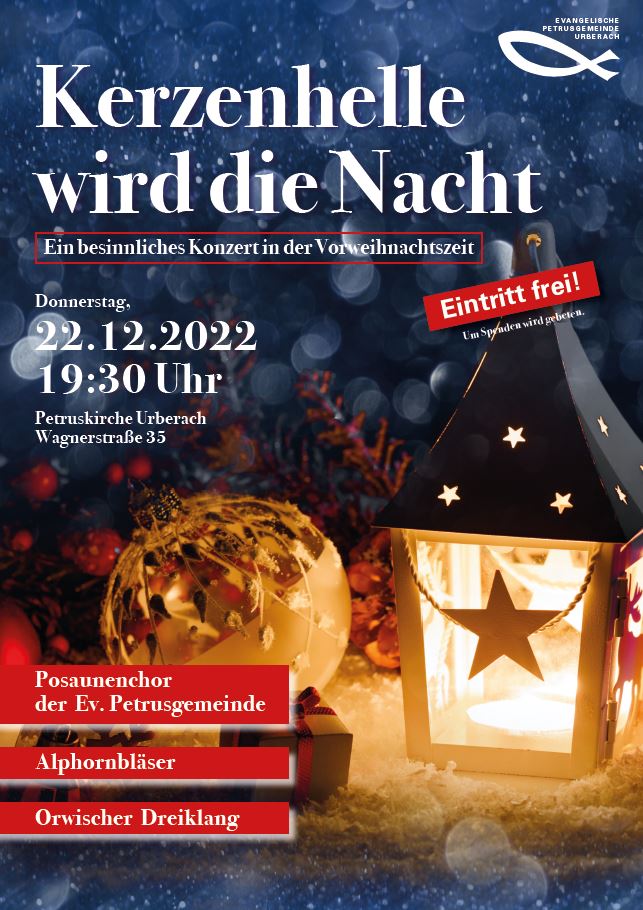 EVANGELISCHE
PETRUSGEMEINDE
URBERACH
Kerzenhelle
wird die Nacht
Ein besinnliches Konzert in der Vorweihnachtszeit
Eintritt frei!
Um Spenden wird gebeten.
Donnerstag,
22.12.2022
19:30 Uhr
Petruskirche Urberach
Wagnerstraße 35
Posaunenchor
der Ev. Petrusgemeinde
Alphornbläser
Orwischer Dreiklang